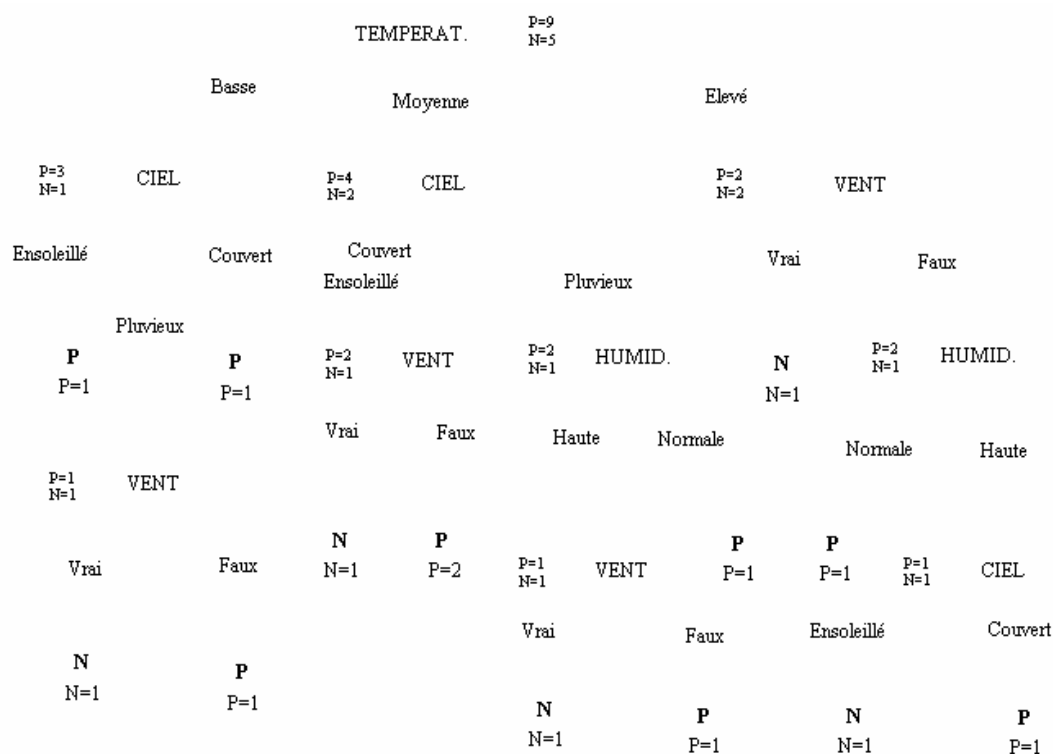 TEMPERAT. P=9
N=5
Basse Moyenne Elevé
P=3
N=1 CIEL P=4
N=2 CIEL P=2
N=2 VENT
Ensoleillé Couvert Couvert Vrai Faux
Ensoleillé Pluvieux
Pluvieux
P P P=2
N=1 VENT P=2
N=1 HUMID. N P=2
N=1 HUMID.
P=1 P=1 N=1
Vrai Faux Haute Normale Normale Haute
P=1
N=1 VENT
Vrai Faux N P P=1
N=1 VENT P P P=1
N=1 CIEL
N=1 P=2 P=1 P=1
Vrai Faux Ensoleillé Couvert
N P
N=1 P=1
N P N P
N=1 P=1 N=1 P=1